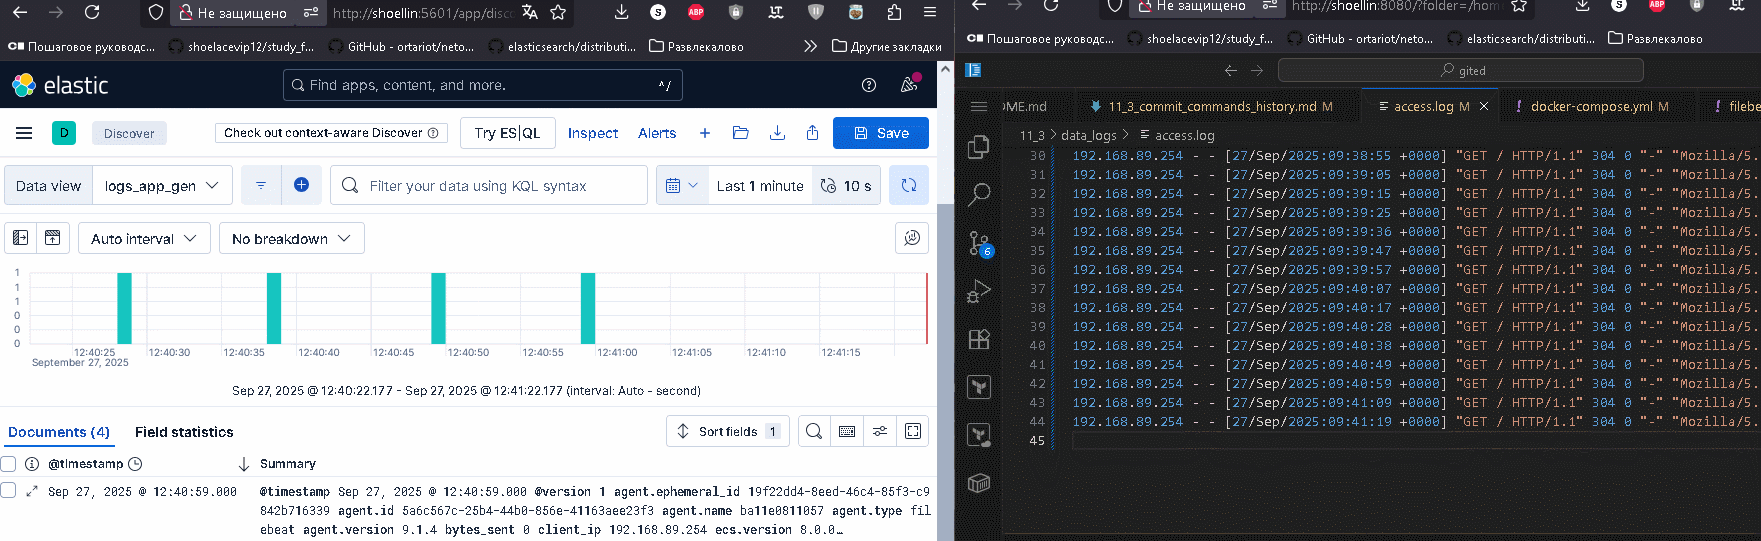 Не защищено
http://shoellin:5601/app/disco
Пошаговое руководс...
shoelacevip12/study_f...
GitHub - ortariot/neto...
elasticsearch/distributi...
Развлекалово
Другие закладки
elastic
Find apps, content, and more.
^/
D
Discover
Check out context-aware Discover
Try ES|QL
Inspect
Alerts
Save
Data view
logs_app_gen
Filter your data using KQL syntax
Last 1 minute
10 s
Auto interval
No breakdown
1
1
1
0
0
0
12:40:25
12:40:30
12:40:35
12:40:40
12:40:45
12:40:50
12:40:55
12:41:00
12:41:05
12:41:10
12:41:15
September 27, 2025
Sep 27, 2025 @ 12:40:22.177 - Sep 27, 2025 @ 12:41:22.177 (interval: Auto - second)
Documents (4)
Field statistics
Sort fields 1
@timestamp
Summary
Sep 27, 2025 @ 12:40:59.000
@timestamp Sep 27, 2025 @ 12:40:59.000 @version 1 agent.ephemeral_id 19f22dd4-8eed-46c4-85f3-c9
842b716339 agent.id 5a6c567c-25b4-44b0-856e-41163aee23f3 agent.name ba11e0811057 agent.type fil
ebeat agent.version 9.1.4 bytes_sent 0 client_ip 192.168.89.254 ecs.version 8.0.0...
Не защищено
http://shoellin:8080/?folder=/hom
Пошаговое руководс...
shoelacevip12/study_f...
GitHub - ortariot/neto...
elasticsearch/distributi...
Развлекалово
gited
DME.md
11_3_commit_commands_history.md M
access.log M
docker-compose.yml M
filebe
11_3 > data_logs > access.log
30 192.168.89.254 - - [27/Sep/2025:09:38:55 +0000] "GET / HTTP/1.1" 304 0 "-" "Mozilla/5.
31 192.168.89.254 - - [27/Sep/2025:09:39:05 +0000] "GET / HTTP/1.1" 304 0 "-" "Mozilla/5.
32 192.168.89.254 - - [27/Sep/2025:09:39:15 +0000] "GET / HTTP/1.1" 304 0 "-" "Mozilla/5.
33 192.168.89.254 - - [27/Sep/2025:09:39:25 +0000] "GET / HTTP/1.1" 304 0 "-" "Mozilla/5.
34 192.168.89.254 - - [27/Sep/2025:09:39:36 +0000] "GET / HTTP/1.1" 304 0 "-" "Mozilla/5.
35 192.168.89.254 - - [27/Sep/2025:09:39:47 +0000] "GET / HTTP/1.1" 304 0 "-" "Mozilla/5.
36 192.168.89.254 - - [27/Sep/2025:09:39:57 +0000] "GET / HTTP/1.1" 304 0 "-" "Mozilla/5.
37 192.168.89.254 - - [27/Sep/2025:09:40:07 +0000] "GET / HTTP/1.1" 304 0 "-" "Mozilla/5.
38 192.168.89.254 - - [27/Sep/2025:09:40:17 +0000] "GET / HTTP/1.1" 304 0 "-" "Mozilla/5.
39 192.168.89.254 - - [27/Sep/2025:09:40:28 +0000] "GET / HTTP/1.1" 304 0 "-" "Mozilla/5.
40 192.168.89.254 - - [27/Sep/2025:09:40:38 +0000] "GET / HTTP/1.1" 304 0 "-" "Mozilla/5.
41 192.168.89.254 - - [27/Sep/2025:09:40:49 +0000] "GET / HTTP/1.1" 304 0 "-" "Mozilla/5.
42 192.168.89.254 - - [27/Sep/2025:09:40:59 +0000] "GET / HTTP/1.1" 304 0 "-" "Mozilla/5.
43 192.168.89.254 - - [27/Sep/2025:09:41:09 +0000] "GET / HTTP/1.1" 304 0 "-" "Mozilla/5.
44 192.168.89.254 - - [27/Sep/2025:09:41:19 +0000] "GET / HTTP/1.1" 304 0 "-" "Mozilla/5.
45
6